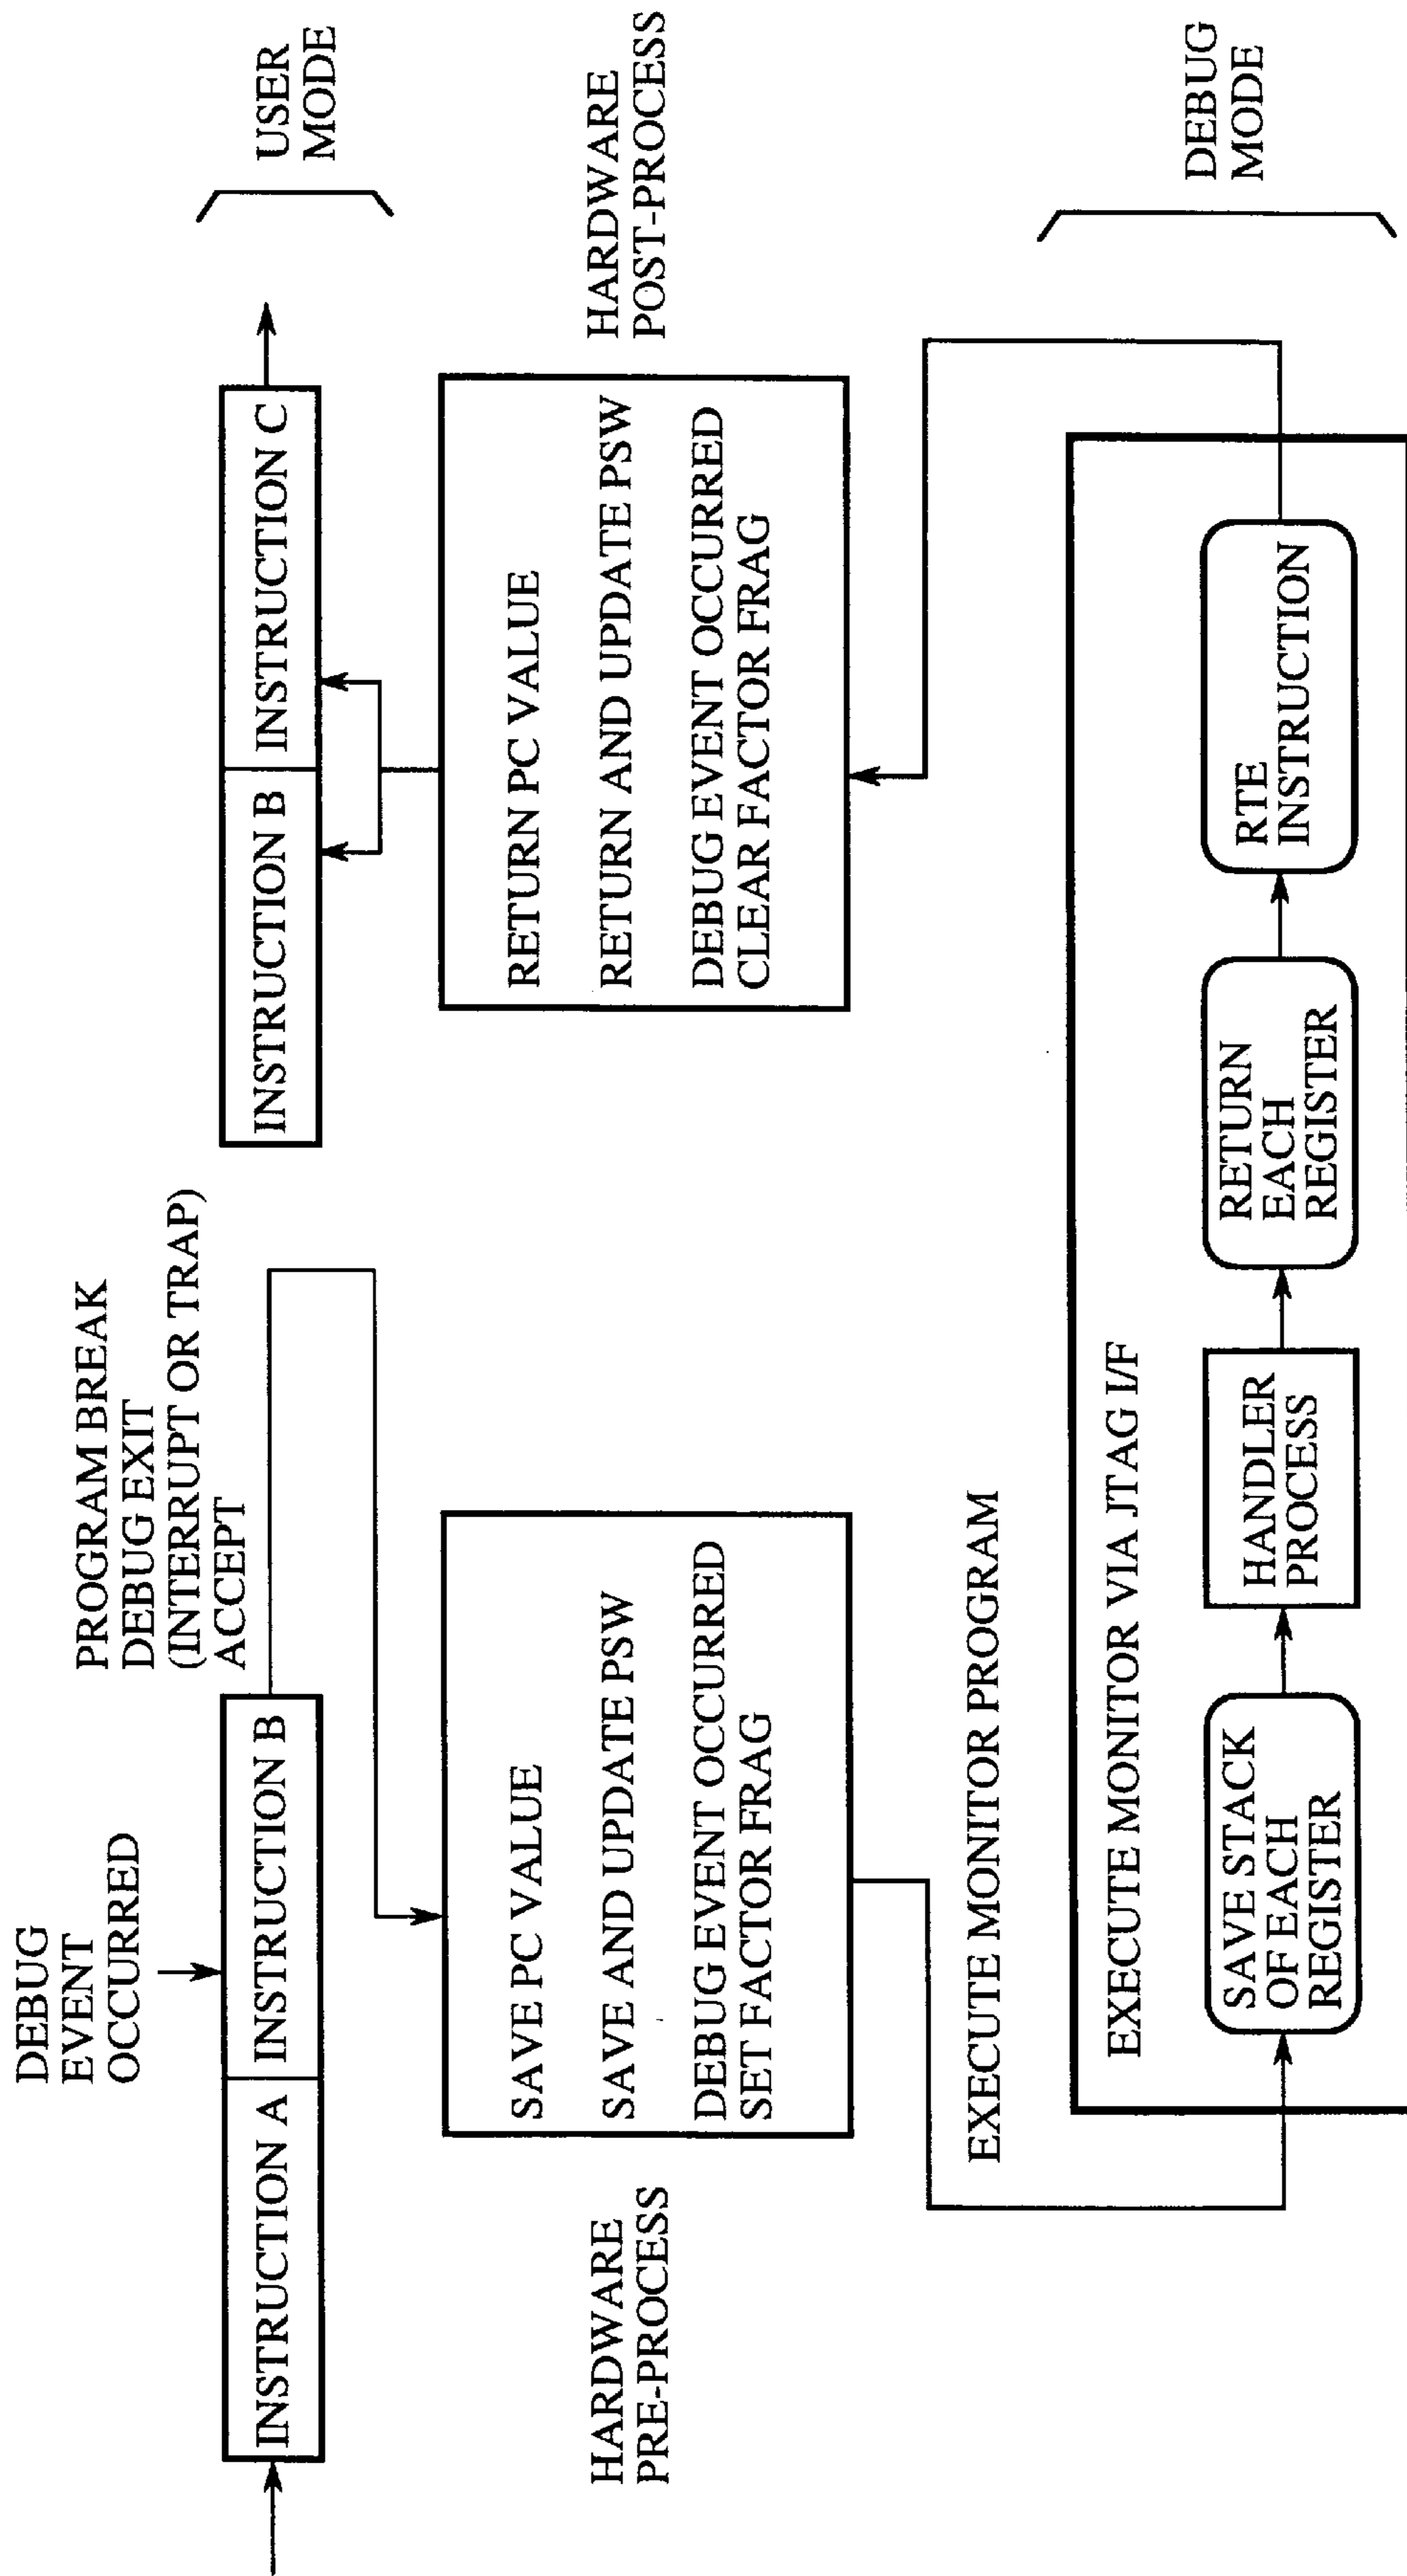 DEBUG
EVENT
OCCURRED
PROGRAM BREAK
DEBUG EXIT
(INTERRUPT OR TRAP)
ACCEPT
INSTRUCTION A
INSTRUCTION B
INSTRUCTION B
INSTRUCTION C
USER
MODE
HARDWARE
PRE-PROCESS
SAVE PC VALUE
SAVE AND UPDATE PSW
DEBUG EVENT OCCURRED
SET FACTOR FRAG
RETURN PC VALUE
RETURN AND UPDATE PSW
DEBUG EVENT OCCURRED
CLEAR FACTOR FRAG
HARDWARE
POST-PROCESS
EXECUTE MONITOR PROGRAM
EXECUTE MONITOR VIA JTAG I/F
SAVE STACK
OF EACH
REGISTER
HANDLER
PROCESS
RETURN
EACH
REGISTER
RTE
INSTRUCTION
DEBUG
MODE